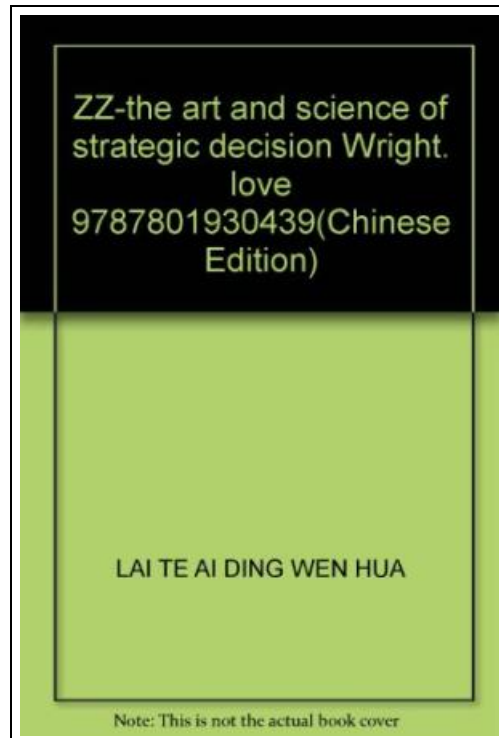 ZZ-the art and science of
strategic decision Wright.
love
9787801930439(Chinese
Edition)
LAI TE AI DING WEN HUA
Note: This is not the actual book cover